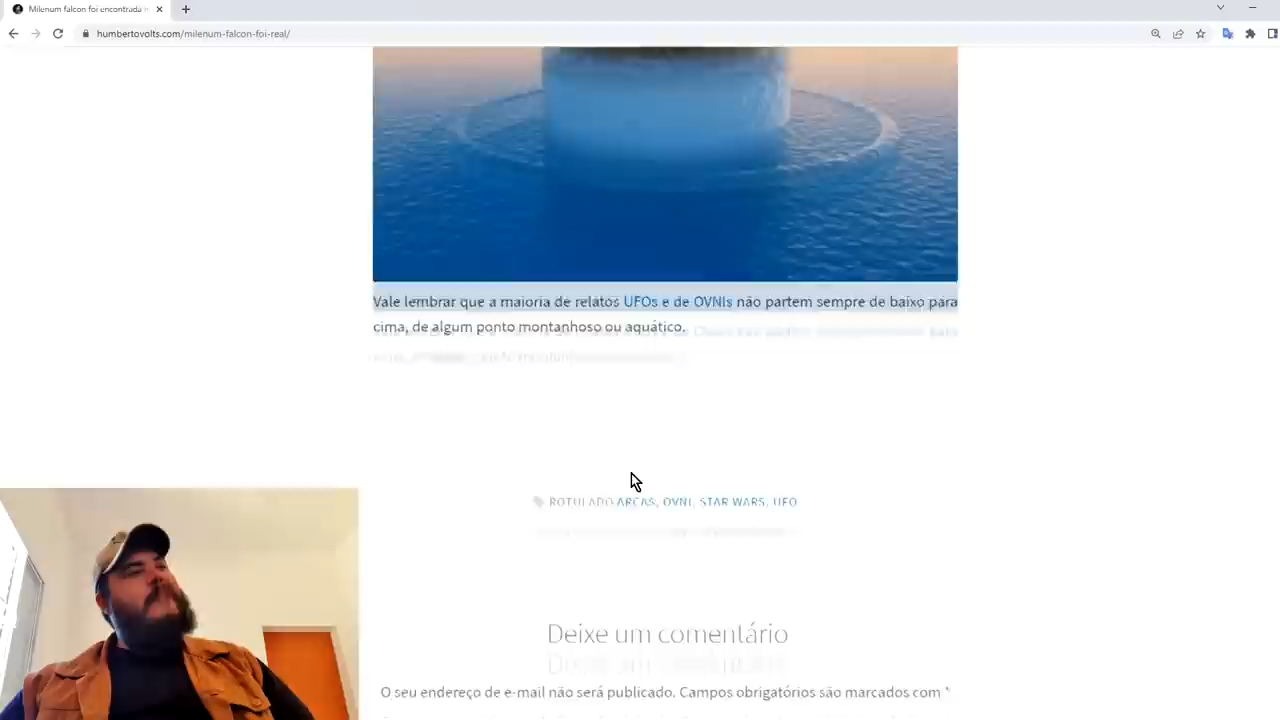 Milenum falcon foi encontrada
humbertovolts.com/milenum-falcon-foi-real/
Vale lembrar que a maioria de relatos UFOs e de OVNIs não partem sempre de baixo para
cima, de algum ponto montanhoso ou aquático.
ROTULADO ARCAS, OVNI, STAR WARS, UFO
Deixe um comentário
O seu endereço de e-mail não será publicado. Campos obrigatórios são marcados com *